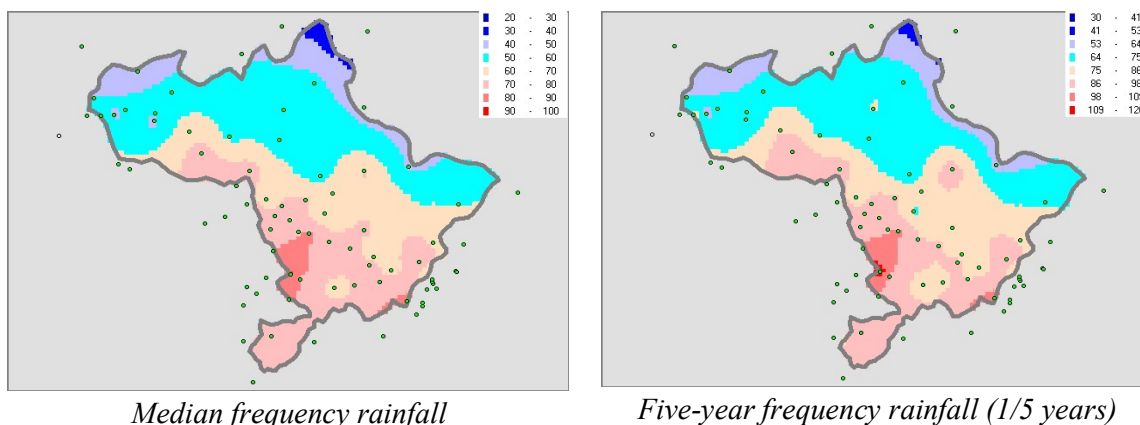 20 - 30
30 - 40
40 - 50
50 - 60
60 - 70
70 - 80
80 - 90
90 - 100
30 - 41
41 - 53
53 - 64
64 - 75
75 - 86
86 - 98
98 - 109
109 - 120
Median frequency rainfall
Five-year frequency rainfall (1/5 years)